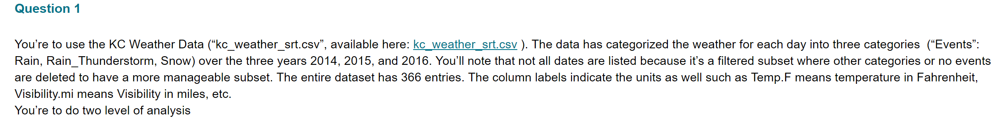 Question 1
You’re to use the KC Weather Data (“kc_weather_srt.csv”, available here: kc_weather_srt.csv ). The data has categorized the weather for each day into three categories  (“Events”:
Rain, Rain_Thunderstorm, Snow) over the three years 2014, 2015, and 2016. You’ll note that not all dates are listed because it’s a filtered subset where other categories or no events
are deleted to have a more manageable subset. The entire dataset has 366 entries. The column labels indicate the units as well such as Temp.F means temperature in Fahrenheit,
Visibility.mi means Visibility in miles, etc.
You’re to do two level of analysis